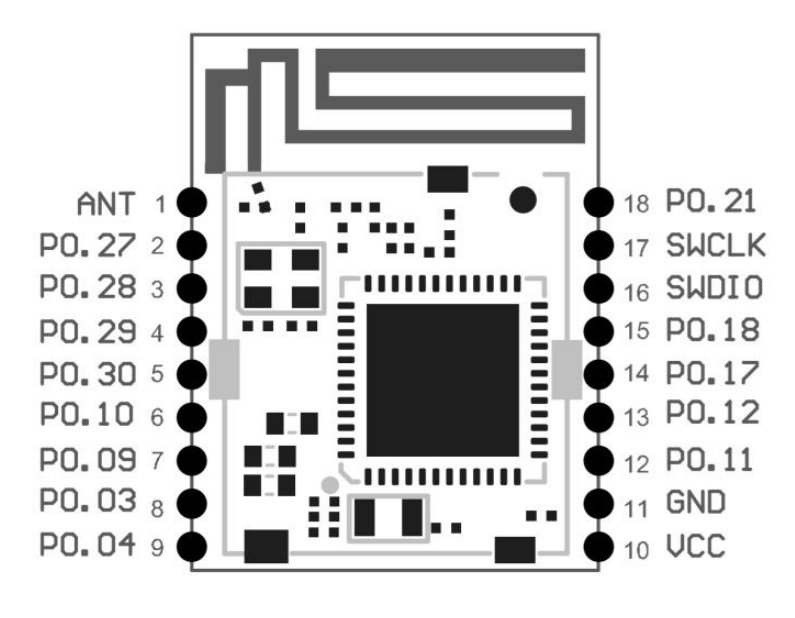 ANT 1
P0.27 2
P0.28 3
P0.29 4
P0.30 5
P0.10 6
P0.09 7
P0.03 8
P0.04 9
18 P0.21
17 SWCLK
16 SWDIO
15 P0.18
14 P0.17
13 P0.12
12 P0.11
11 GND
10 VCC